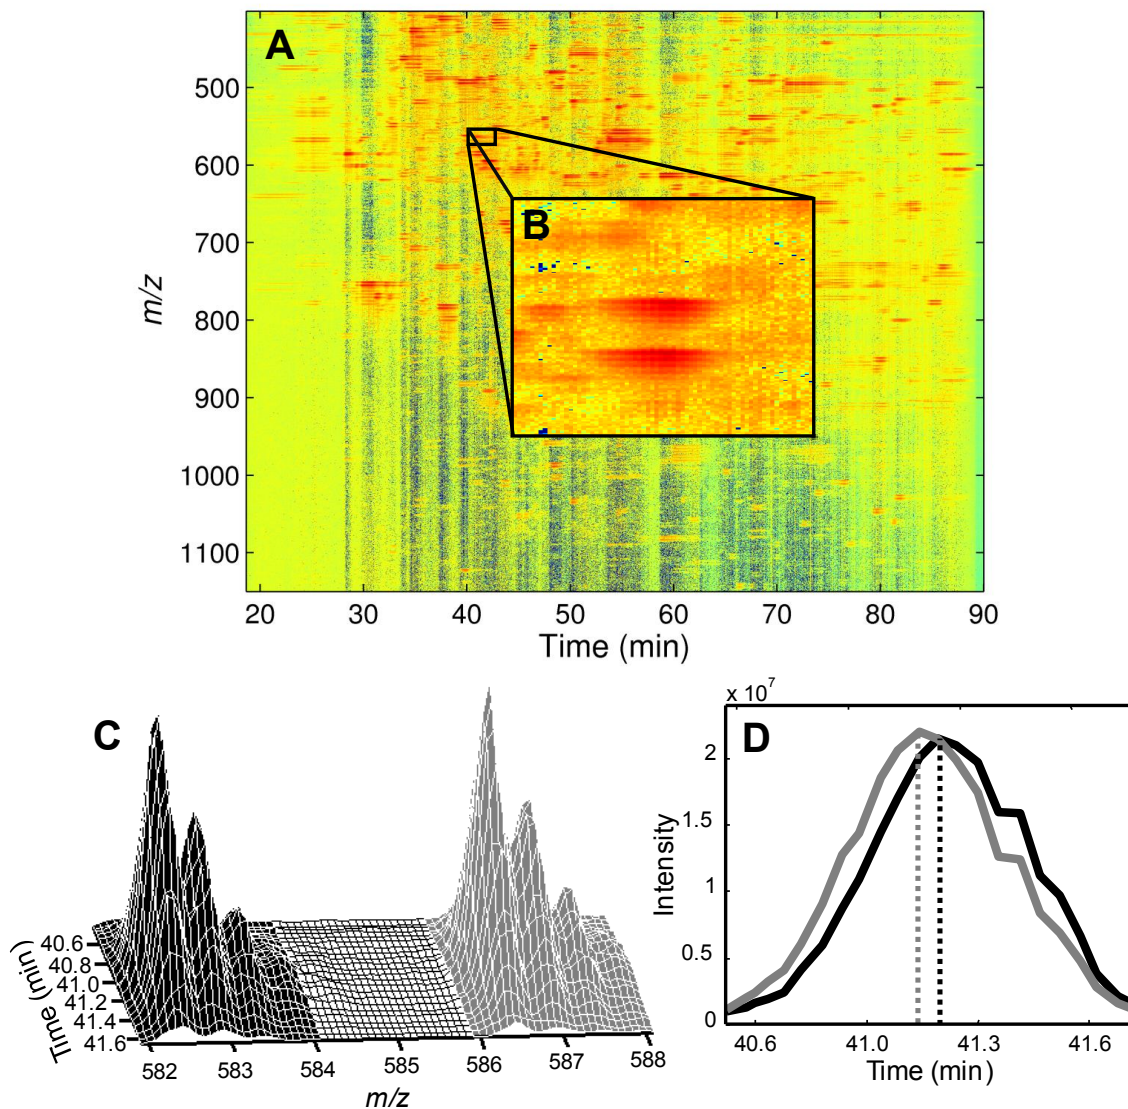 A
500
600
B
700
m/z
800
900
1000
1100
20 30 40 50 60 70 80 90
Time (min)
C
40.6
40.8
41.0
41.2
41.4
41.6
Time (min)
582 583 584 585 586 587 588
m/z
x 10^7
D
2
1.5
1
0.5
0
Intensity
40.6 41.0 41.3 41.6
Time (min)